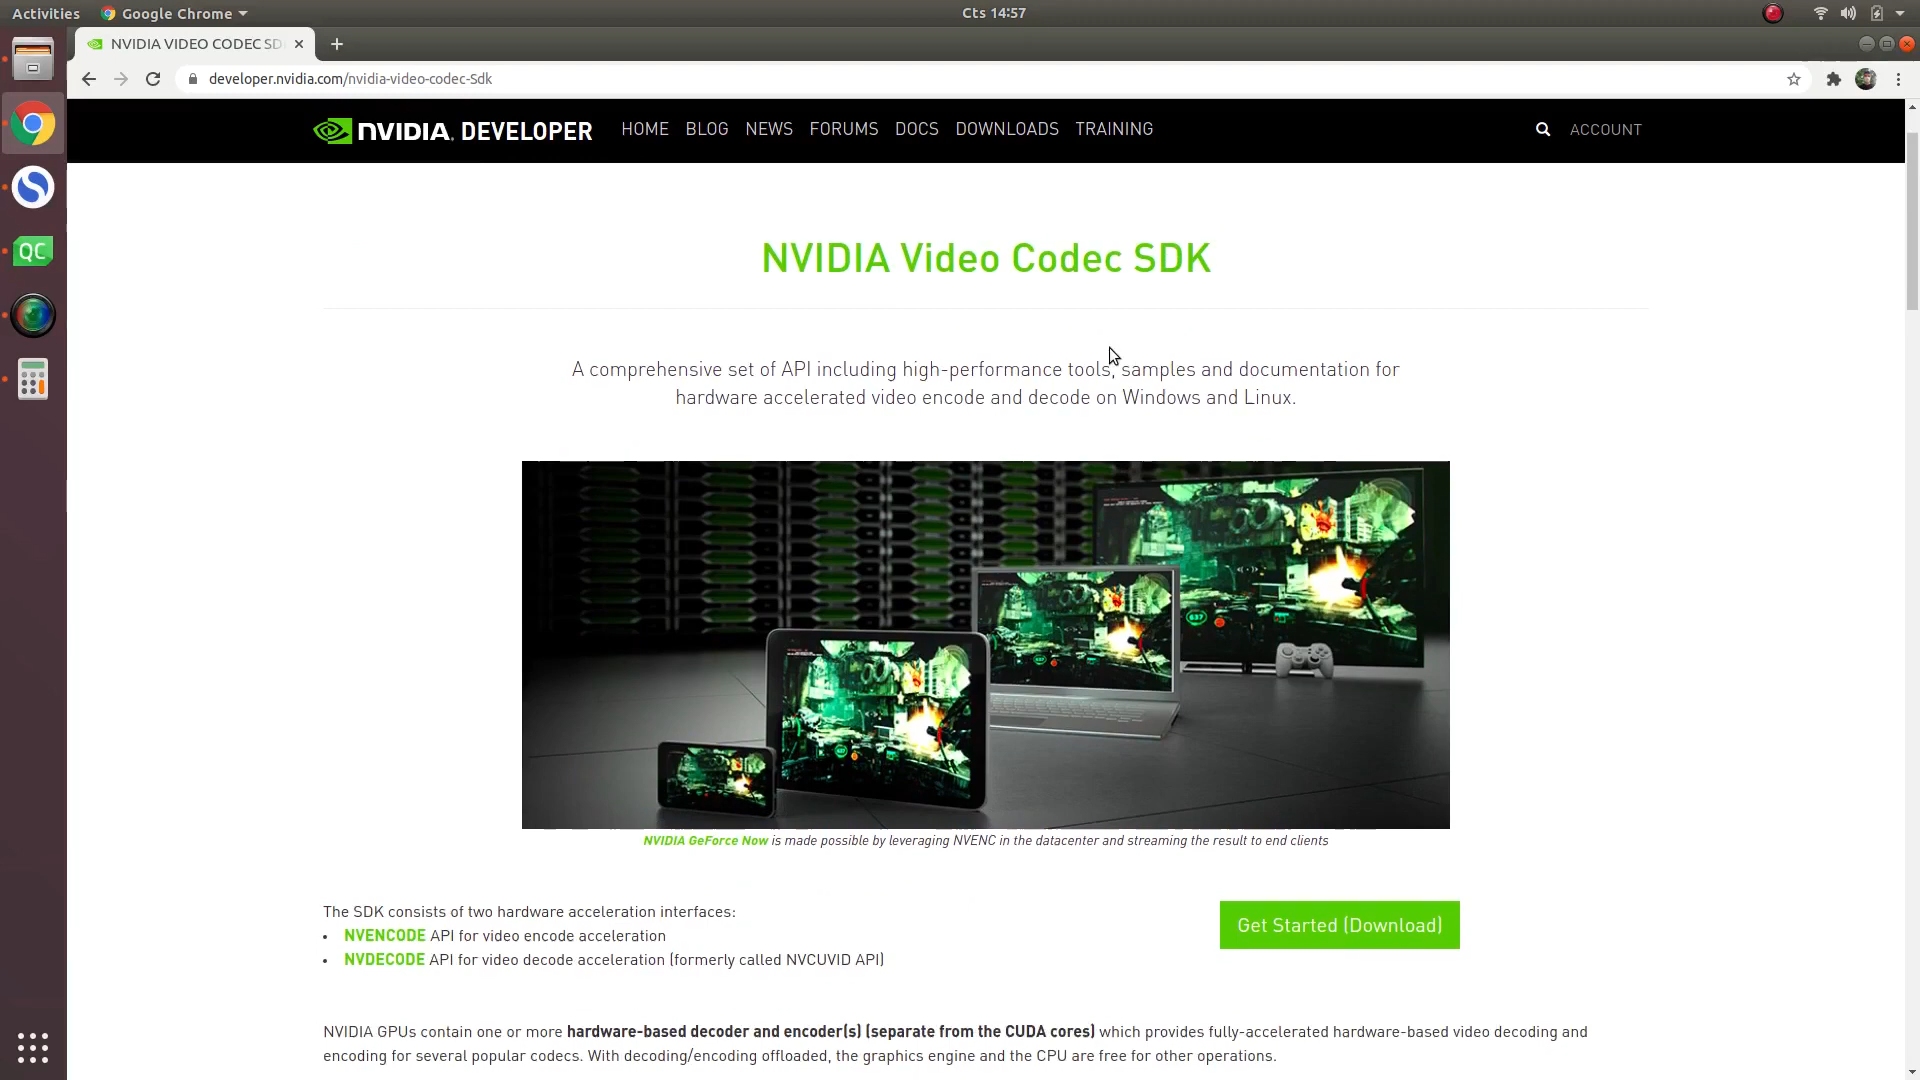 Activities Google Chrome Cts 14:57
NVIDIA VIDEO CODEC SD
developer.nvidia.com/nvidia-video-codec-Sdk
NVIDIA. DEVELOPER HOME BLOG NEWS FORUMS DOCS DOWNLOADS TRAINING ACCOUNT
QC
NVIDIA Video Codec SDK
A comprehensive set of API including high-performance tools, samples and documentation for
hardware accelerated video encode and decode on Windows and Linux.
NVIDIA GeForce Now is made possible by leveraging NVENC in the datacenter and streaming the result to end clients
The SDK consists of two hardware acceleration interfaces:
• NVENCODE API for video encode acceleration
• NVDECODE API for video decode acceleration (formerly called NVCUVID API)
Get Started (Download)
NVIDIA GPUs contain one or more hardware-based decoder and encoder(s) (separate from the CUDA cores) which provides fully-accelerated hardware-based video decoding and
encoding for several popular codecs. With decoding/encoding offloaded, the graphics engine and the CPU are free for other operations.